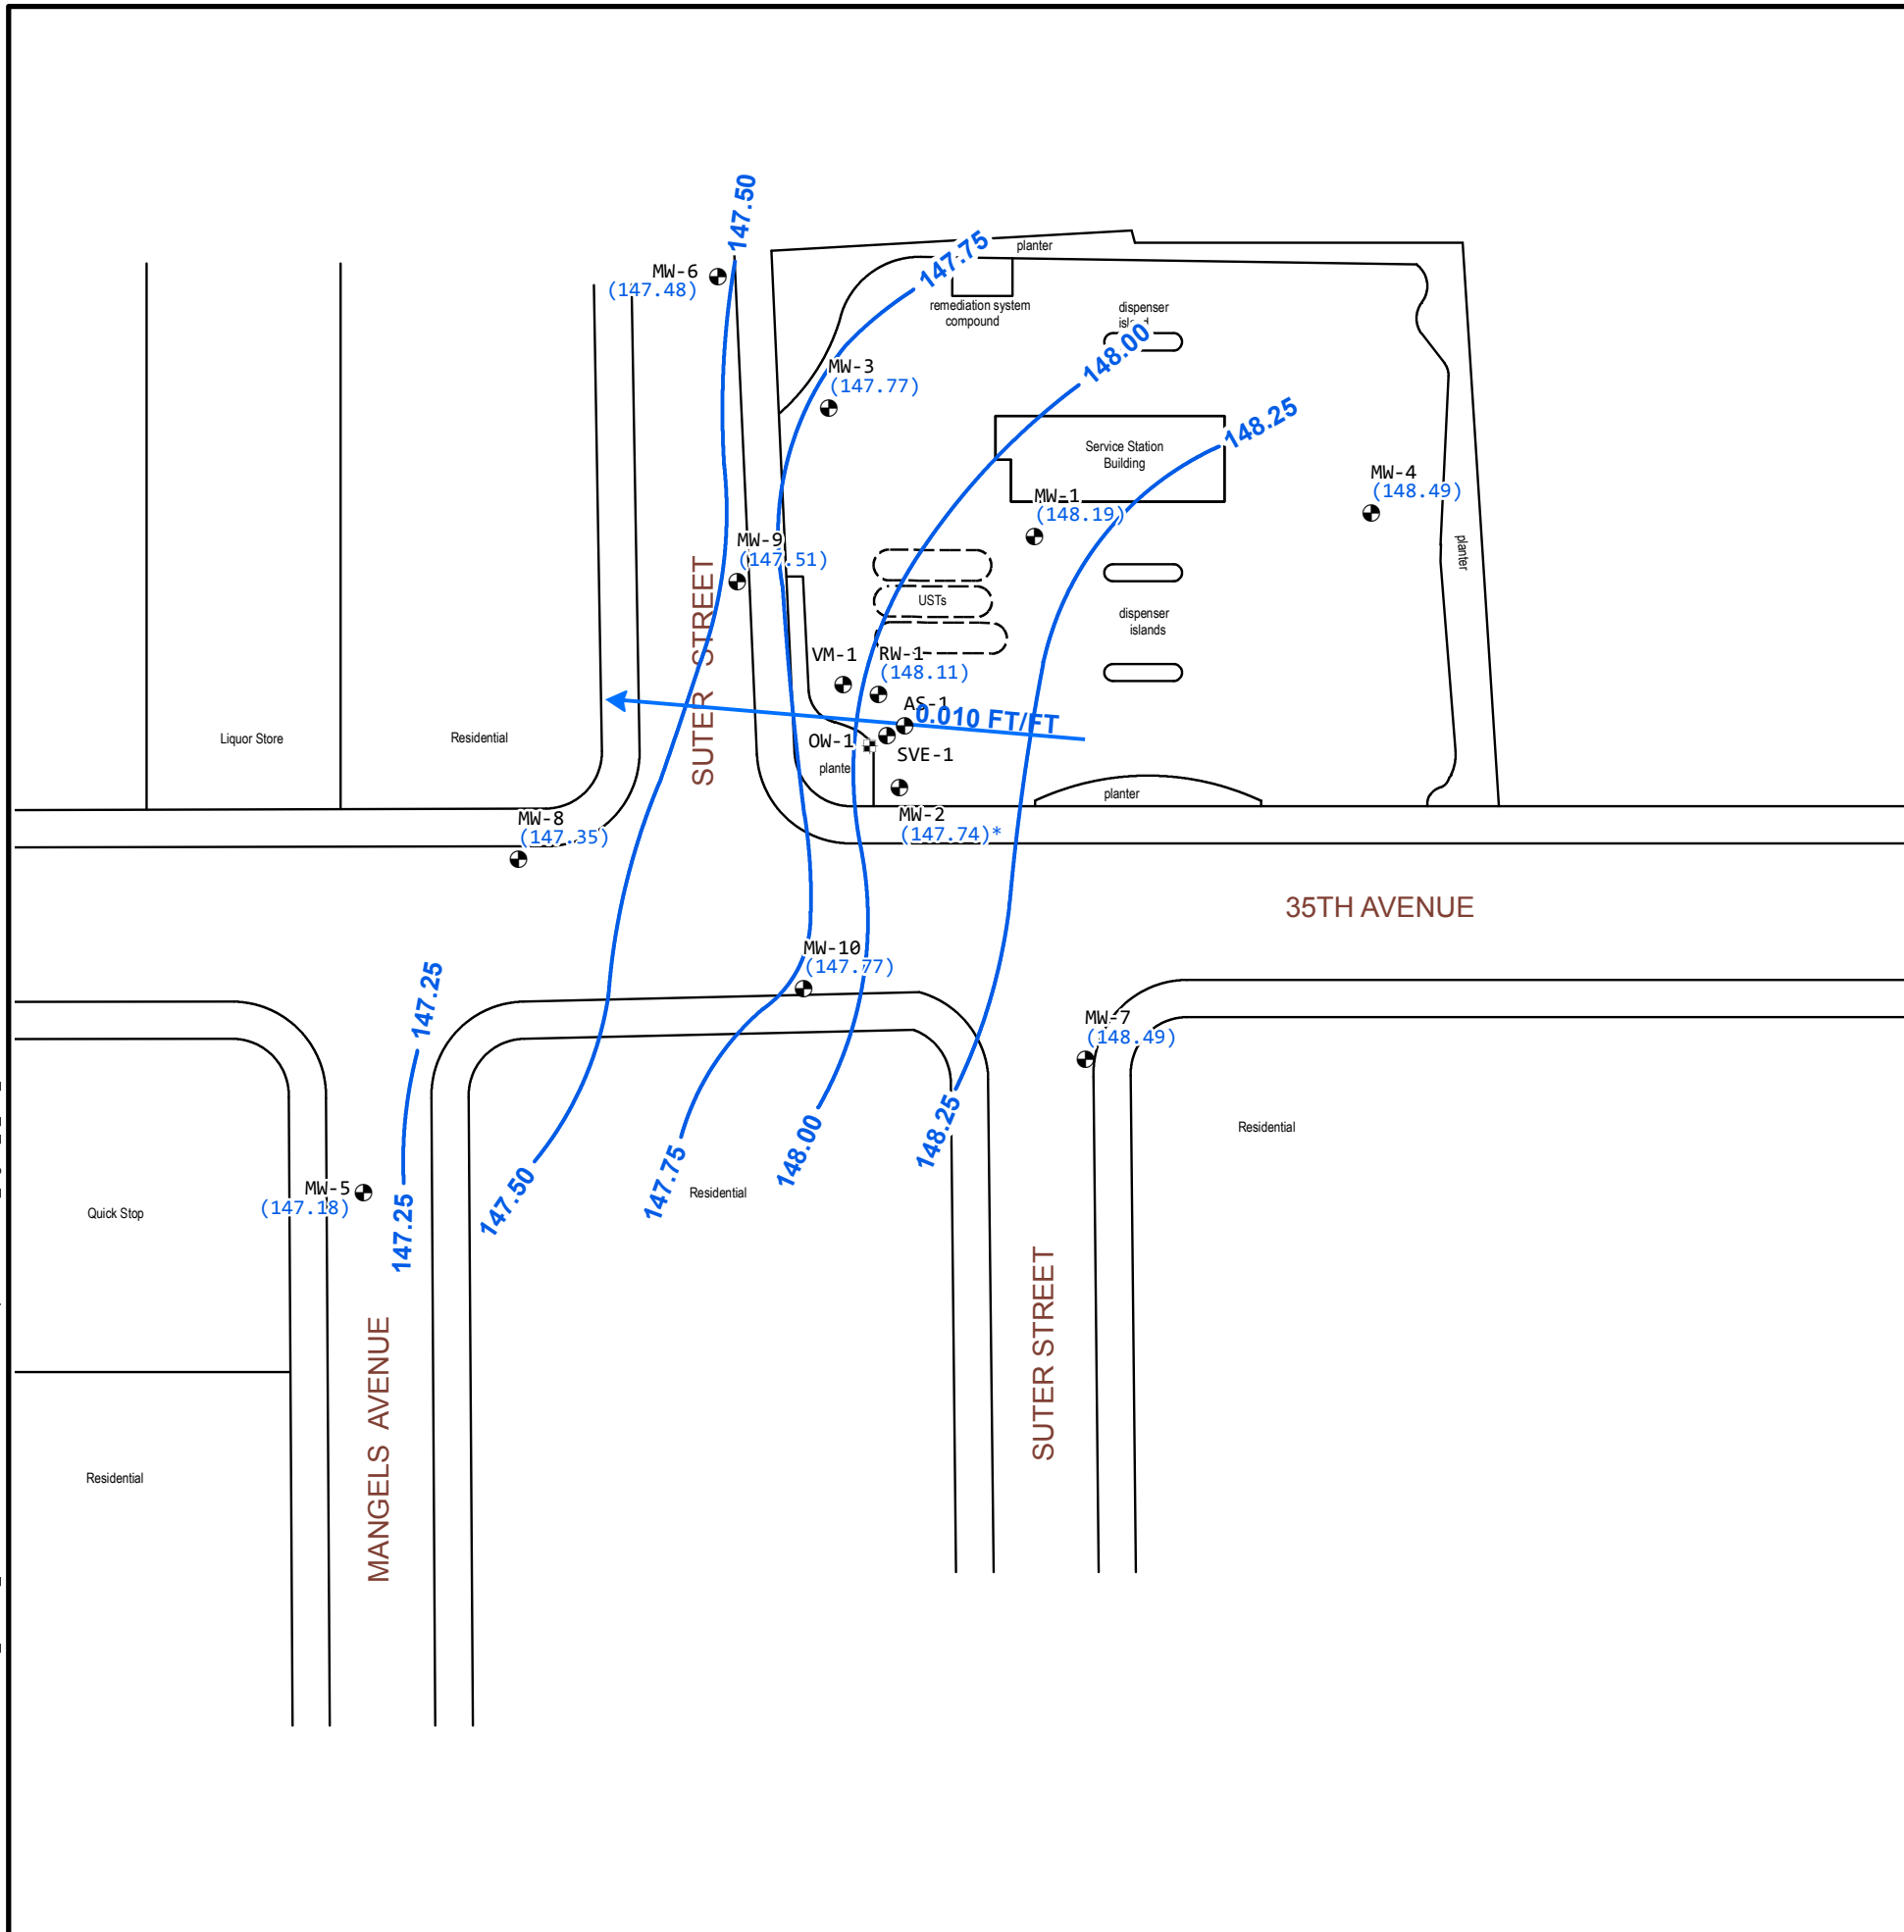 147.50
147.75
planter
MW-6
(147.48)
remediation system
compound
dispenser
island
148.00
MW-3
(147.77)
148.25
Service Station
Building
MW-4
(148.49)
MW-1
(148.19)
planter
MW-9
(147.51)
SUTER STREET
USTs
dispenser
islands
VM-1
RW-1
(148.11)
AS-1
0.010 FT/FT
OW-1
SVE-1
Liquor Store
Residential
planter
planter
MW-8
(147.35)
MW-2
(147.74)*
35TH AVENUE
MW-10
(147.77)
147.25
MW-7
(148.49)
148.25
148.00
147.75
147.50
147.25
Residential
MW-5
(147.18)
Residential
Quick Stop
SUTER STREET
MANGELS AVENUE
Residential